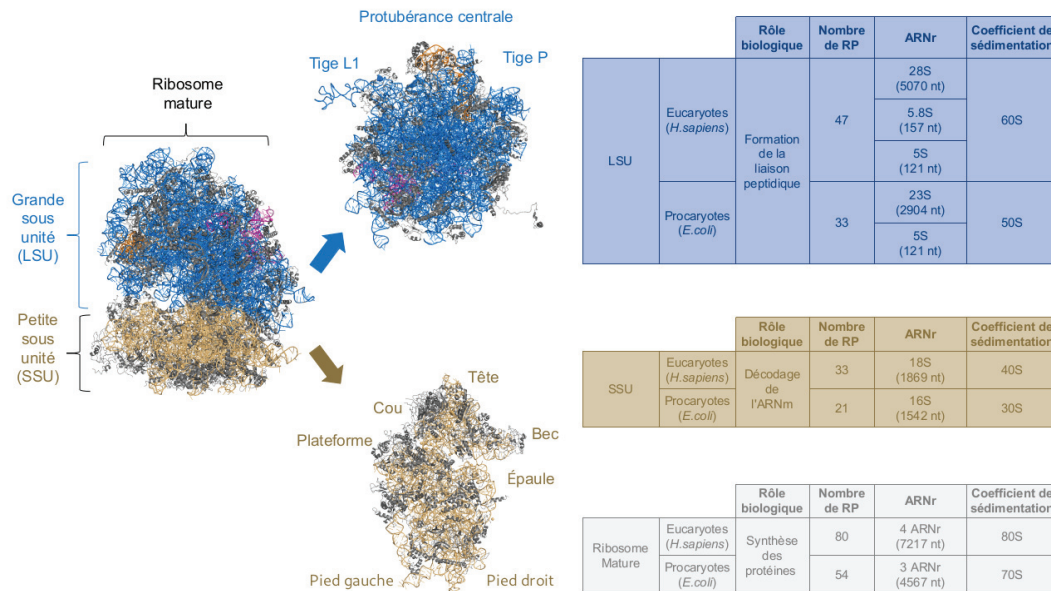 Protubérance centrale
Tige L1
Tige P
Ribosome
mature
Grande
sous
unité
(LSU)
Petite
sous
unité
(SSU)
Tête
Cou
Plateforme
Bec
Épaule
Pied gauche
Pied droit
Rôle
biologique
Nombre
de RP
ARNr
Coefficient de
sédimentation
LSU
Eucaryotes
(H.sapiens)
Formation
de la
liaison
peptidique
47
28S
(5070 nt)
5.8S
(157 nt)
5S
(121 nt)
60S
Procaryotes
(E.coli)
33
23S
(2904 nt)
5S
(121 nt)
50S
Rôle
biologique
Nombre
de RP
ARNr
Coefficient de
sédimentation
SSU
Eucaryotes
(H.sapiens)
Décodage
de
l'ARNm
33
18S
(1869 nt)
40S
Procaryotes
(E.coli)
21
16S
(1542 nt)
30S
Rôle
biologique
Nombre
de RP
ARNr
Coefficient de
sédimentation
Ribosome
Mature
Eucaryotes
(H.sapiens)
Synthèse
des
protéines
80
4 ARNr
(7217 nt)
80S
Procaryotes
(E.coli)
54
3 ARNr
(4567 nt)
70S